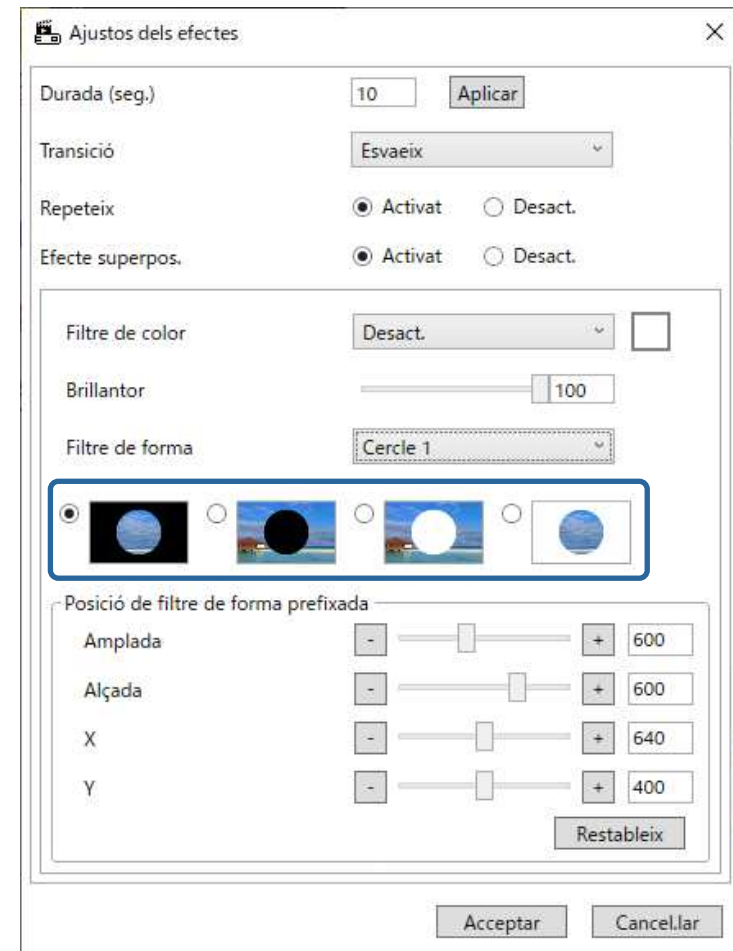 Ajustos dels efectes
Durada (seg.) 10 Aplicar
Transició Esvaeix
Repeteix Activat Desact.
Efecte superpos. Activat Desact.
Filtre de color Desact.
Brillantor 100
Filtre de forma Cercle 1
Posició de filtre de forma prefixada
Amplada - + 600
Alçada - + 600
X - + 640
Y - + 400
Restableix
Acceptar Cancel.lar